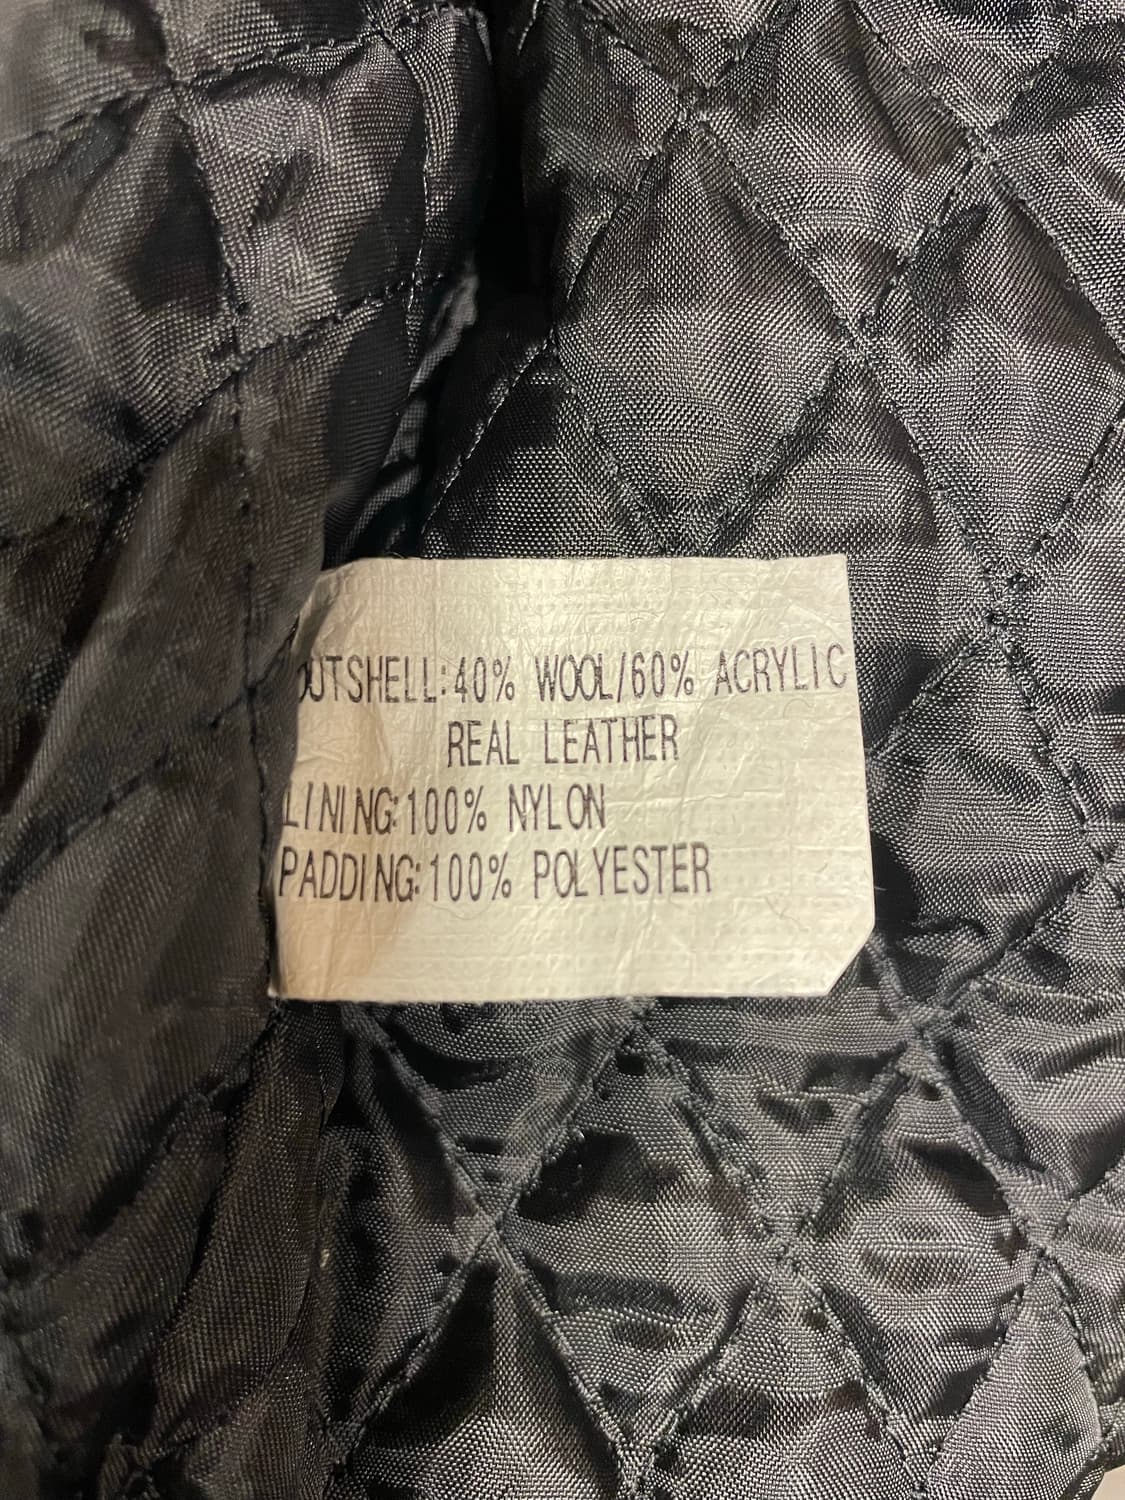 OUTSHELL:40% WOOL/60% ACRYLIC
REAL LEATHER
LINING:100% NYLON
PADDING:100% POLYESTER